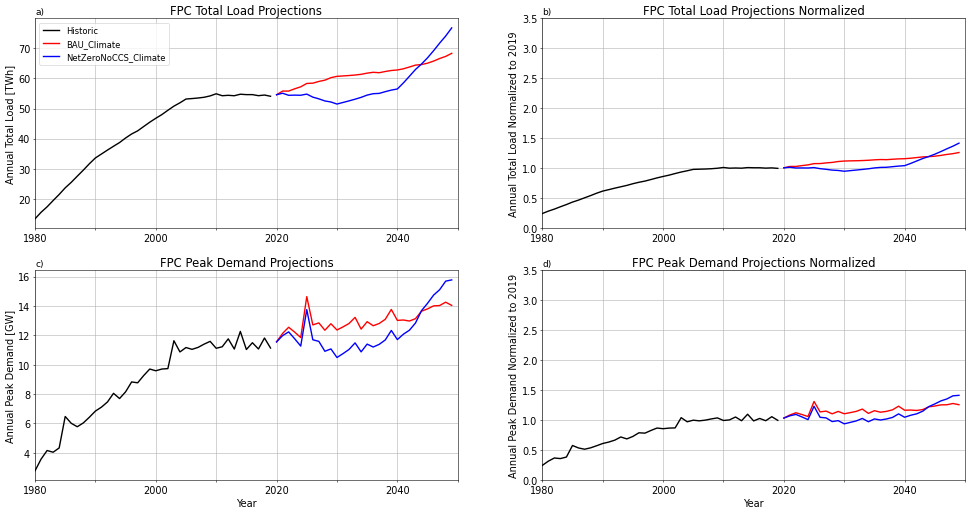 a)
FPC Total Load Projections
Historic
BAU_Climate
NetZeroNoCCS_Climate
Annual Total Load [TWh]
70
60
50
40
30
20
1980
2000
2020
2040
b)
FPC Total Load Projections Normalized
Annual Total Load Normalized to 2019
3.5
3.0
2.5
2.0
1.5
1.0
0.5
0.0
1980
2000
2020
2040
c)
FPC Peak Demand Projections
Annual Peak Demand [GW]
16
14
12
10
8
6
4
1980
2000
2020
2040
Year
d)
FPC Peak Demand Projections Normalized
Annual Peak Demand Normalized to 2019
3.5
3.0
2.5
2.0
1.5
1.0
0.5
0.0
1980
2000
2020
2040
Year